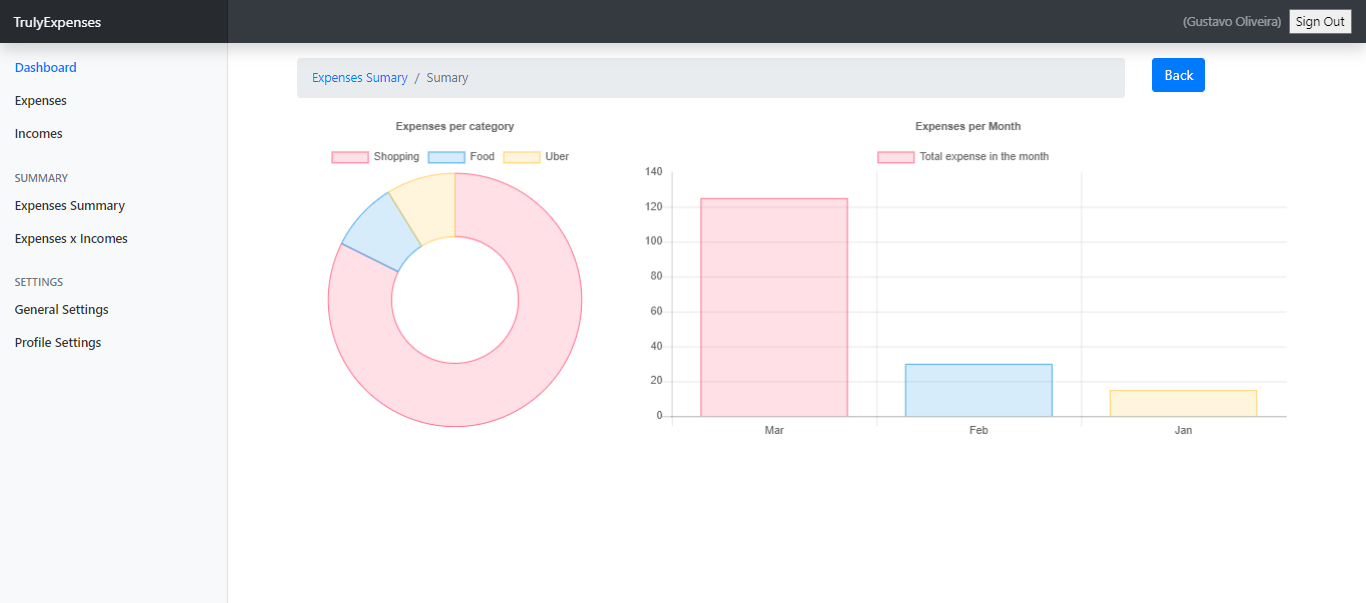 TrulyExpenses
(Gustavo Oliveira) Sign Out
Dashboard
Expenses
Incomes
SUMMARY
Expenses Summary
Expenses x Incomes
SETTINGS
General Settings
Profile Settings
Expenses Sumary / Sumary
Back
Expenses per category
Shopping Food Uber
Expenses per Month
Total expense in the month
140
120
100
80
60
40
20
0
Mar Feb Jan